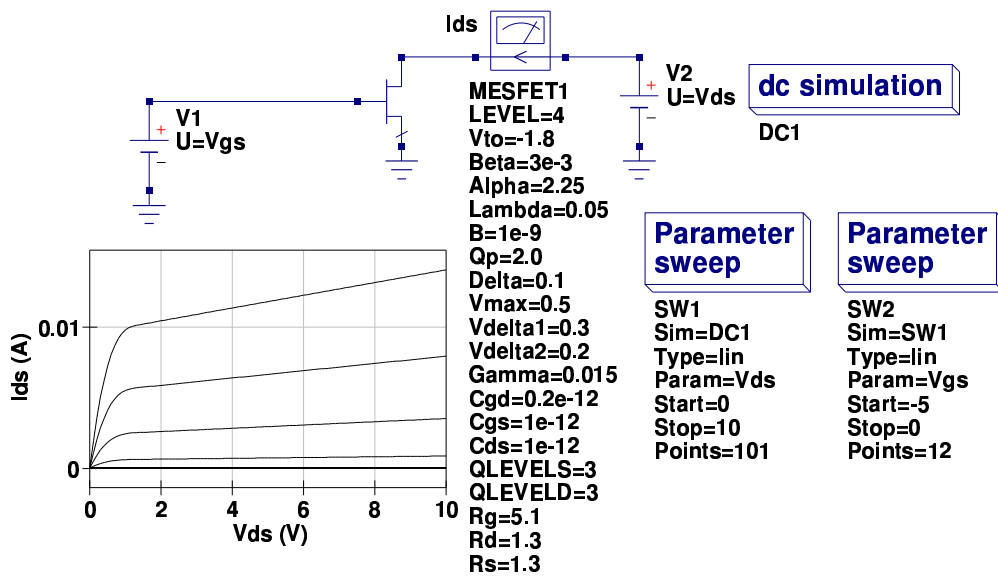 Ids
V1
U=Vgs
V2
U=Vds
dc simulation
DC1
MESFET1
LEVEL=4
Vto=-1.8
Beta=3e-3
Alpha=2.25
Lambda=0.05
B=1e-9
Qp=2.0
Delta=0.1
Vmax=0.5
Vdelta1=0.3
Vdelta2=0.2
Gamma=0.015
Cgd=0.2e-12
Cgs=1e-12
Cds=1e-12
QLEVELS=3
QLEVELD=3
Rg=5.1
Rd=1.3
Rs=1.3
Parameter
sweep
SW1
Sim=DC1
Type=lin
Param=Vds
Start=0
Stop=10
Points=101
Parameter
sweep
SW2
Sim=SW1
Type=lin
Param=Vgs
Start=-5
Stop=0
Points=12
Ids (A)
0.01
0
0 2 4 6 8 10
Vds (V)